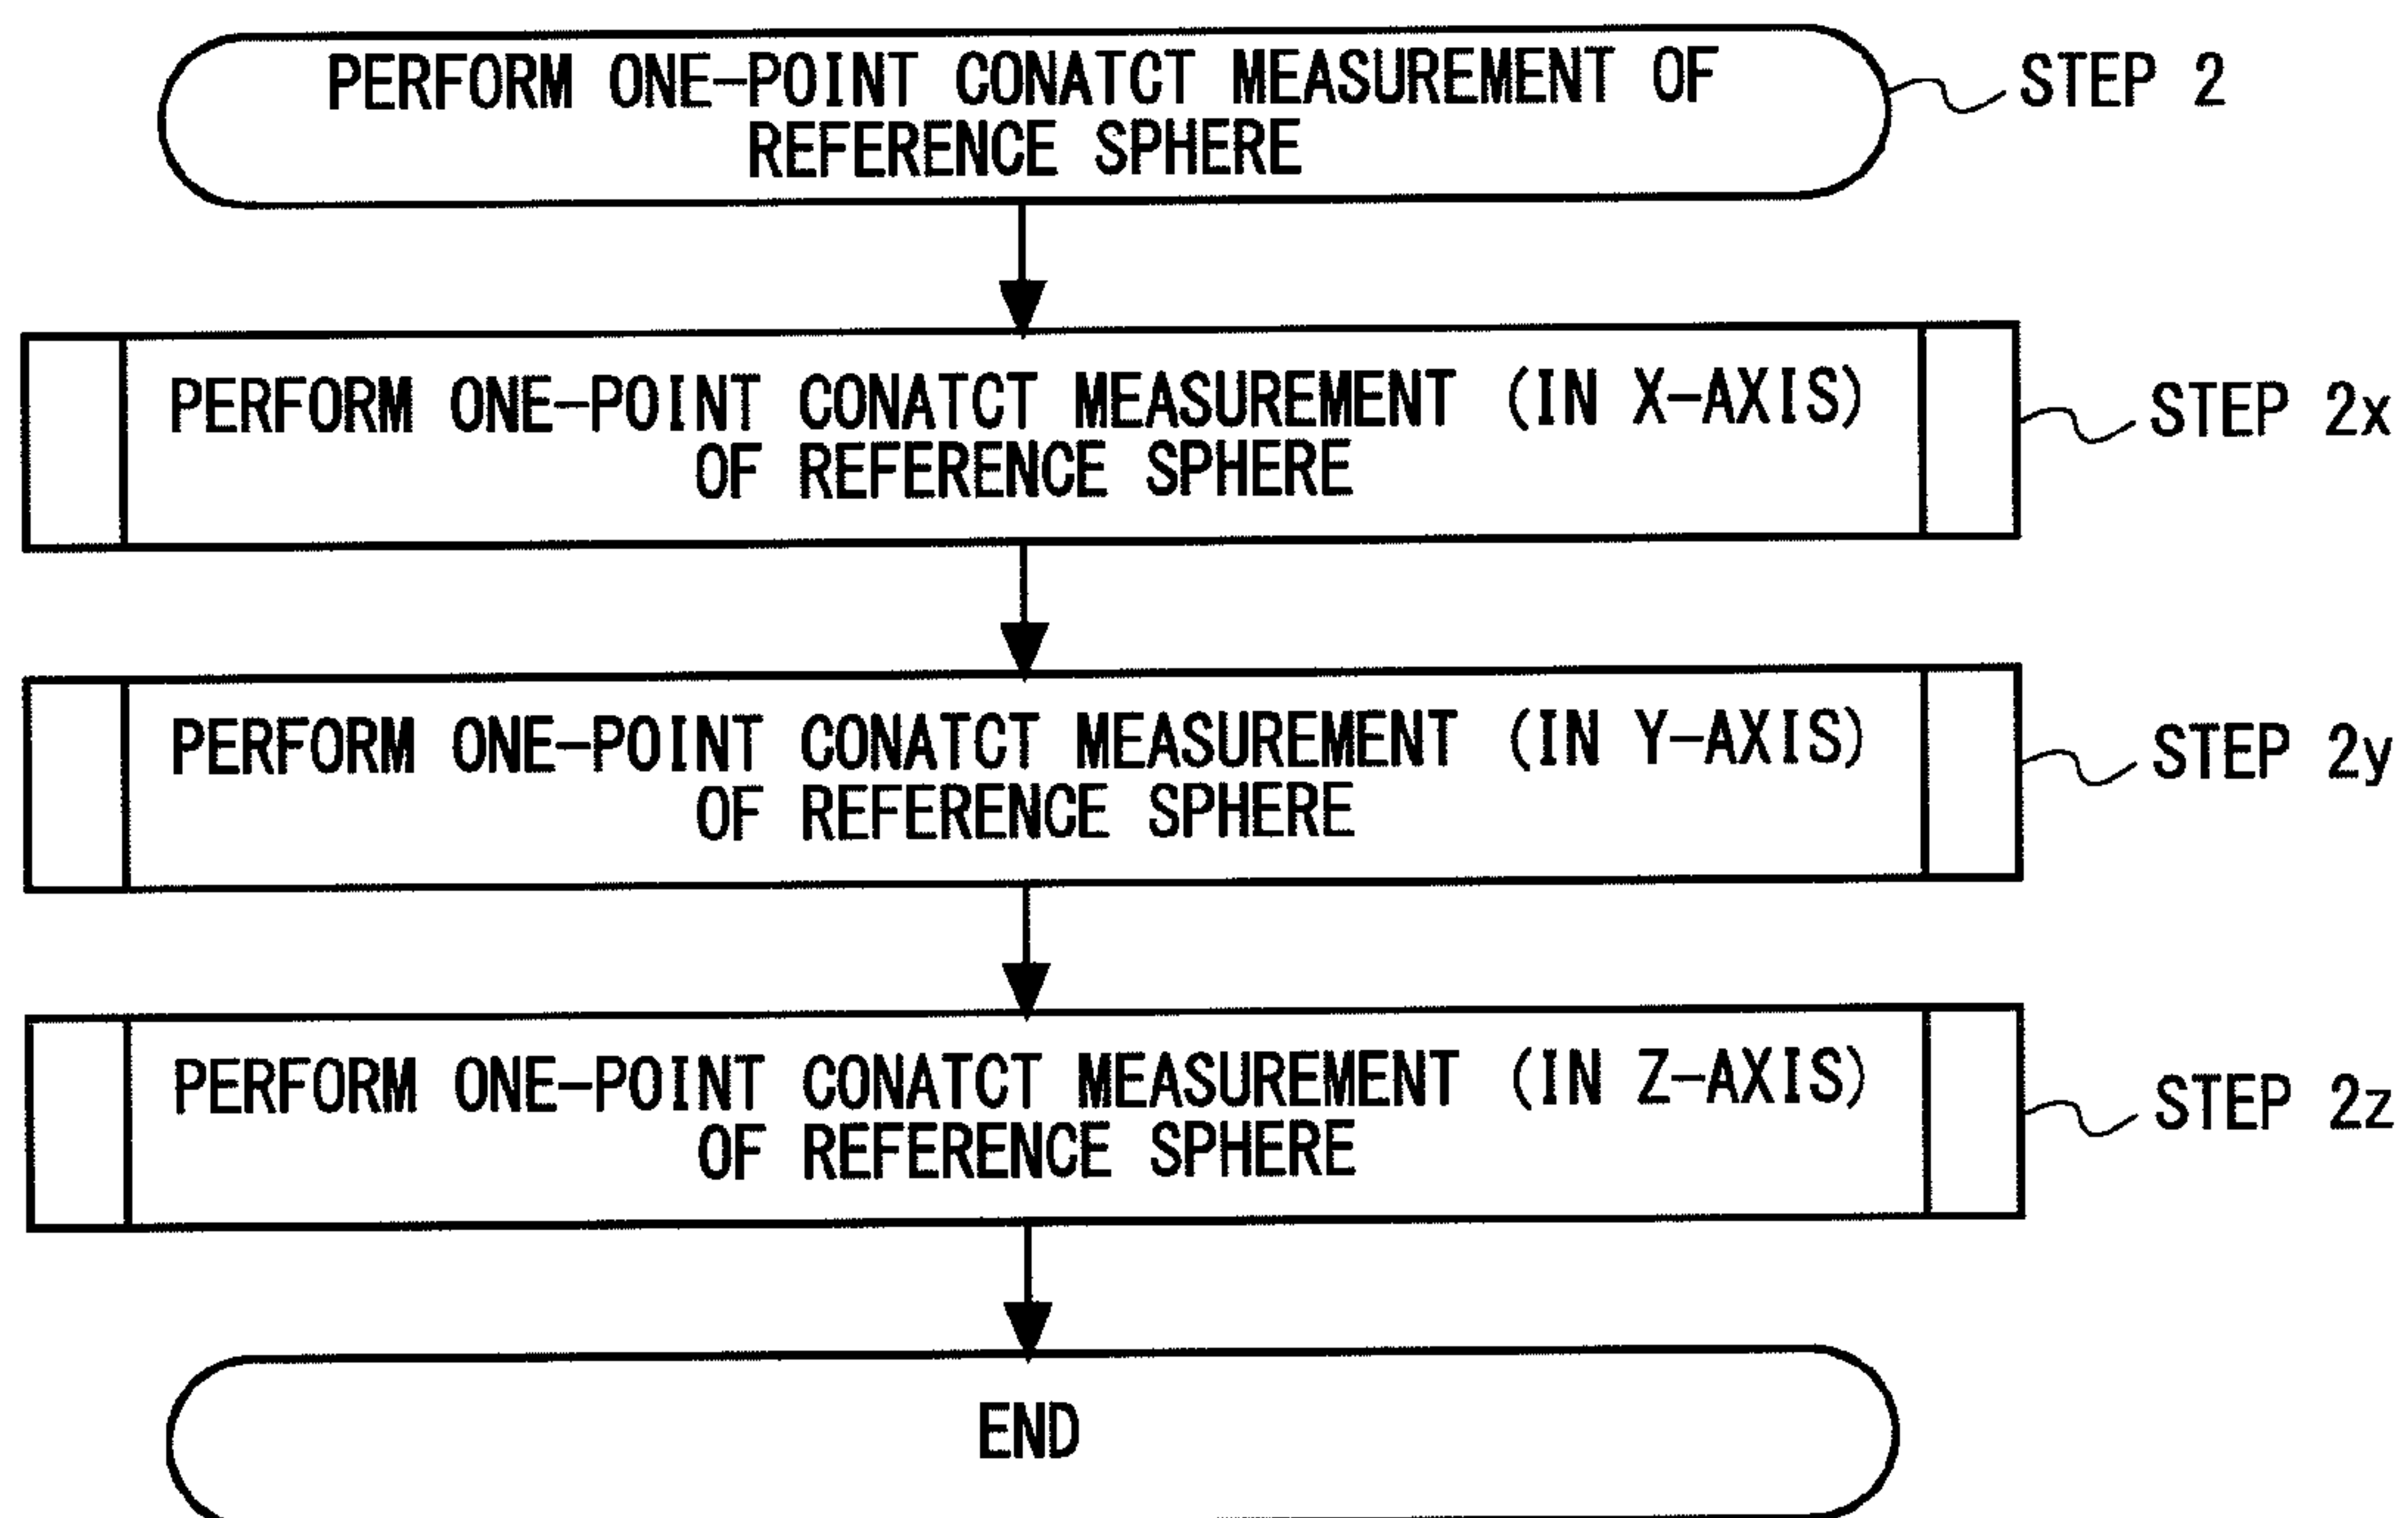 PERFORM ONE-POINT CONATCT MEASUREMENT OF
REFERENCE SPHERE
STEP 2
PERFORM ONE-POINT CONATCT MEASUREMENT (IN X-AXIS)
OF REFERENCE SPHERE
STEP 2x
PERFORM ONE-POINT CONATCT MEASUREMENT (IN Y-AXIS)
OF REFERENCE SPHERE
STEP 2y
PERFORM ONE-POINT CONATCT MEASUREMENT (IN Z-AXIS)
OF REFERENCE SPHERE
STEP 2z
END